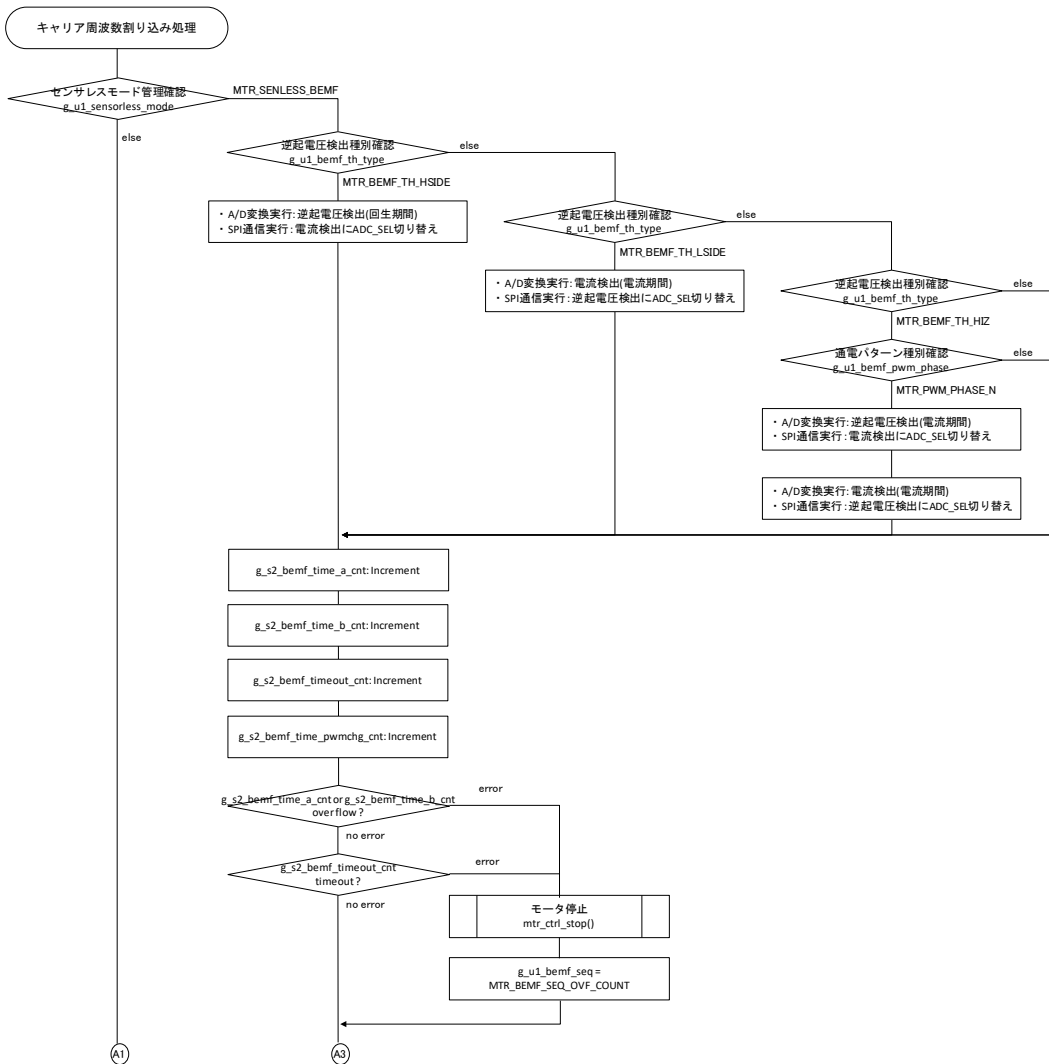 キャリア周波数割り込み処理
センサレスモード管理確認
g_u1_sensorless_mode
MTR_SENLESS_BEMF
else
逆起電圧検出種別確認
g_u1_bemf_th_type
else
MTR_BEMF_TH_HSIDE
・A/D変換実行: 逆起電圧検出(回生期間)
・SPI通信実行: 電流検出にADC_SEL切り替え
逆起電圧検出種別確認
g_u1_bemf_th_type
else
MTR_BEMF_TH_LSIDE
・A/D変換実行: 電流検出(電流期間)
・SPI通信実行: 逆起電圧検出にADC_SEL切り替え
逆起電圧検出種別確認
g_u1_bemf_th_type
else
MTR_BEMF_TH_HIZ
通電パターン種別確認
g_u1_bemf_pwm_phase
else
MTR_PWM_PHASE_N
・A/D変換実行: 逆起電圧検出(電流期間)
・SPI通信実行: 電流検出にADC_SEL切り替え
・A/D変換実行: 電流検出(電流期間)
・SPI通信実行: 逆起電圧検出にADC_SEL切り替え
g_s2_bemf_time_a_cnt: Increment
g_s2_bemf_time_b_cnt: Increment
g_s2_bemf_timeout_cnt: Increment
g_s2_bemf_time_pwmchg_cnt: Increment
g_s2_bemf_time_a_cnt or g_s2_bemf_time_b_cnt
overflow?
error
no error
g_s2_bemf_timeout_cnt
timeout?
error
no error
モータ停止
mtr_ctrl_stop()
g_u1_bemf_seq =
MTR_BEMF_SEQ_OVF_COUNT
A1
A3